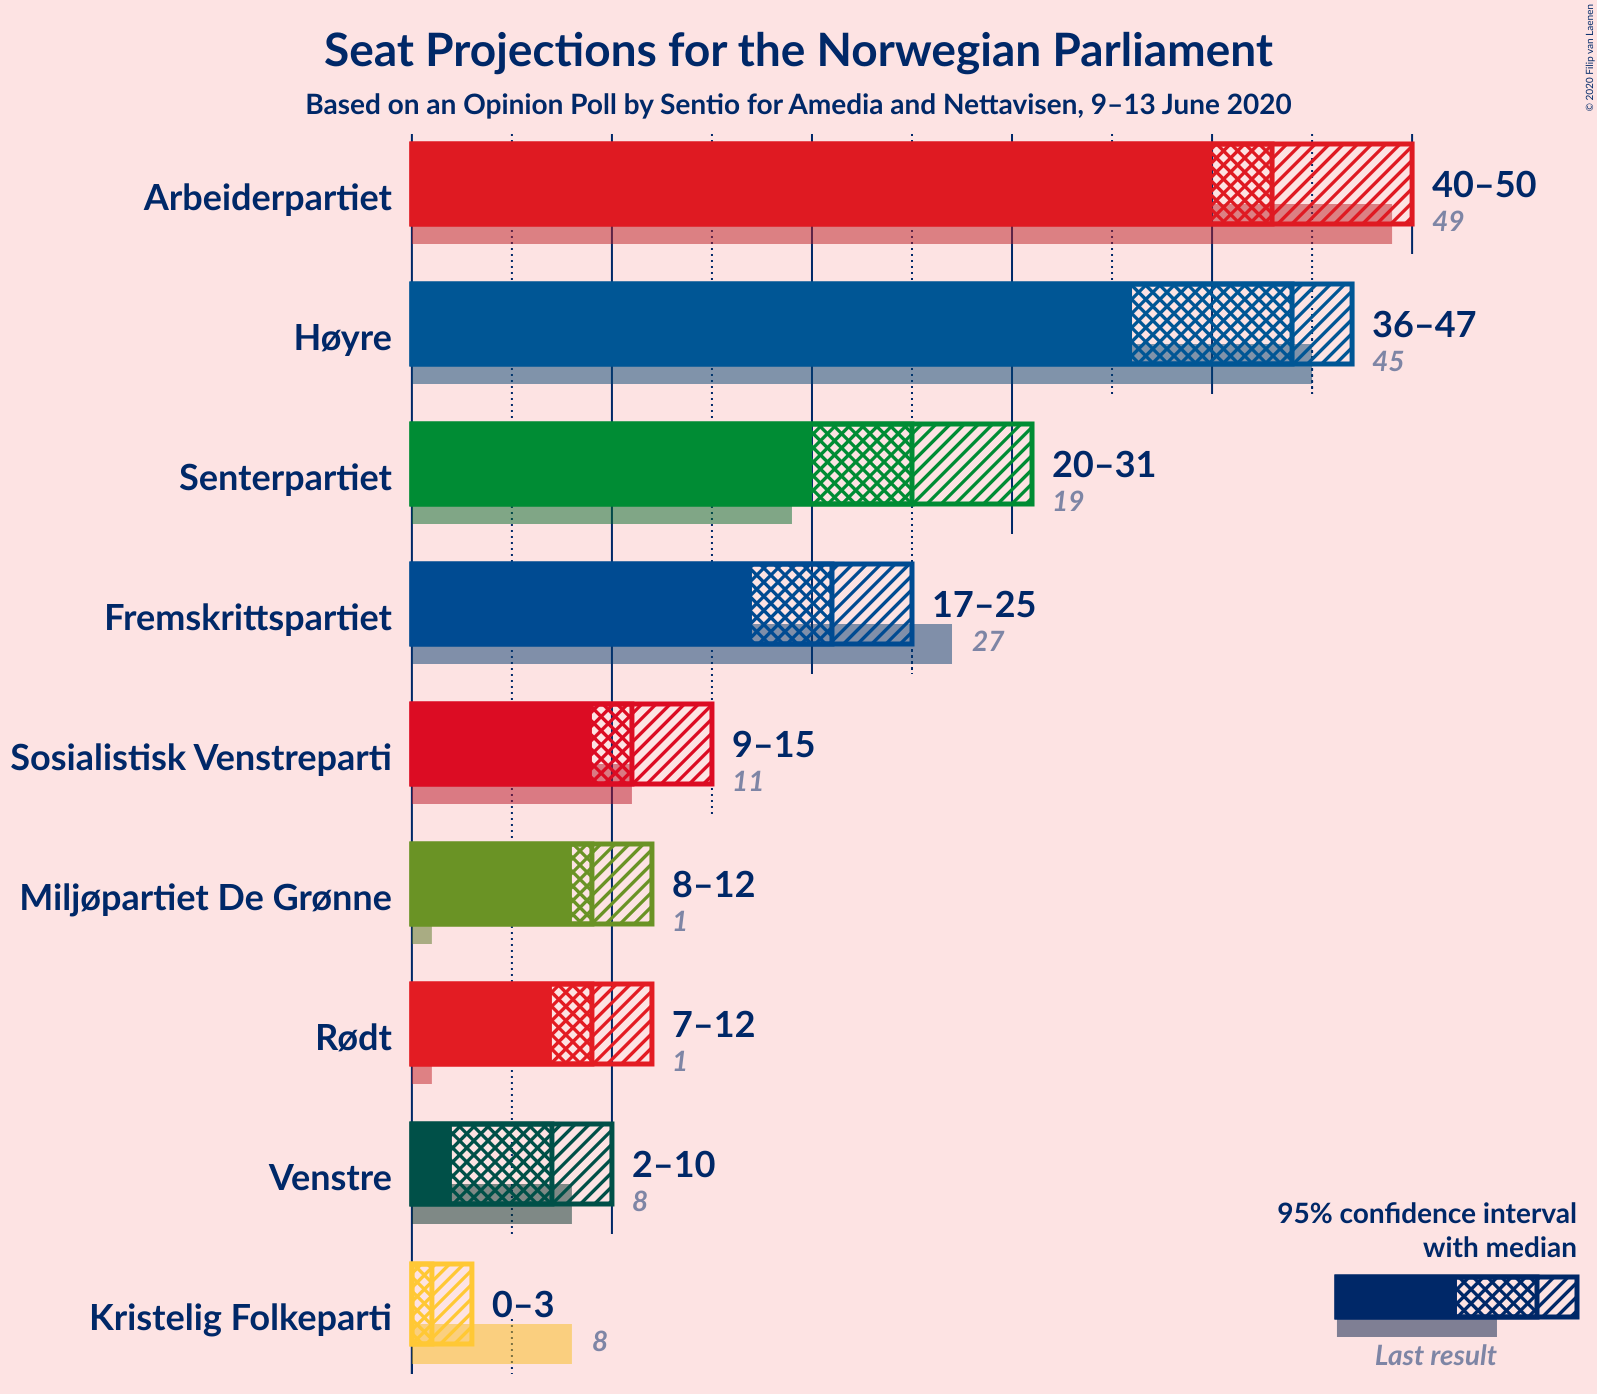 Seat Projections for the Norwegian Parliament
Based on an Opinion Poll by Sentio for Amedia and Nettavisen, 9–13 June 2020
© 2020 Filip van Laenen
Arbeiderpartiet
40–50
49
Høyre
36–47
45
Senterpartiet
20–31
19
Fremskrittspartiet
17–25
27
Sosialistisk Venstreparti
9–15
11
Miljøpartiet De Grønne
8–12
1
Rødt
7–12
1
Venstre
2–10
8
Kristelig Folkeparti
0–3
8
95% confidence interval
with median
Last result